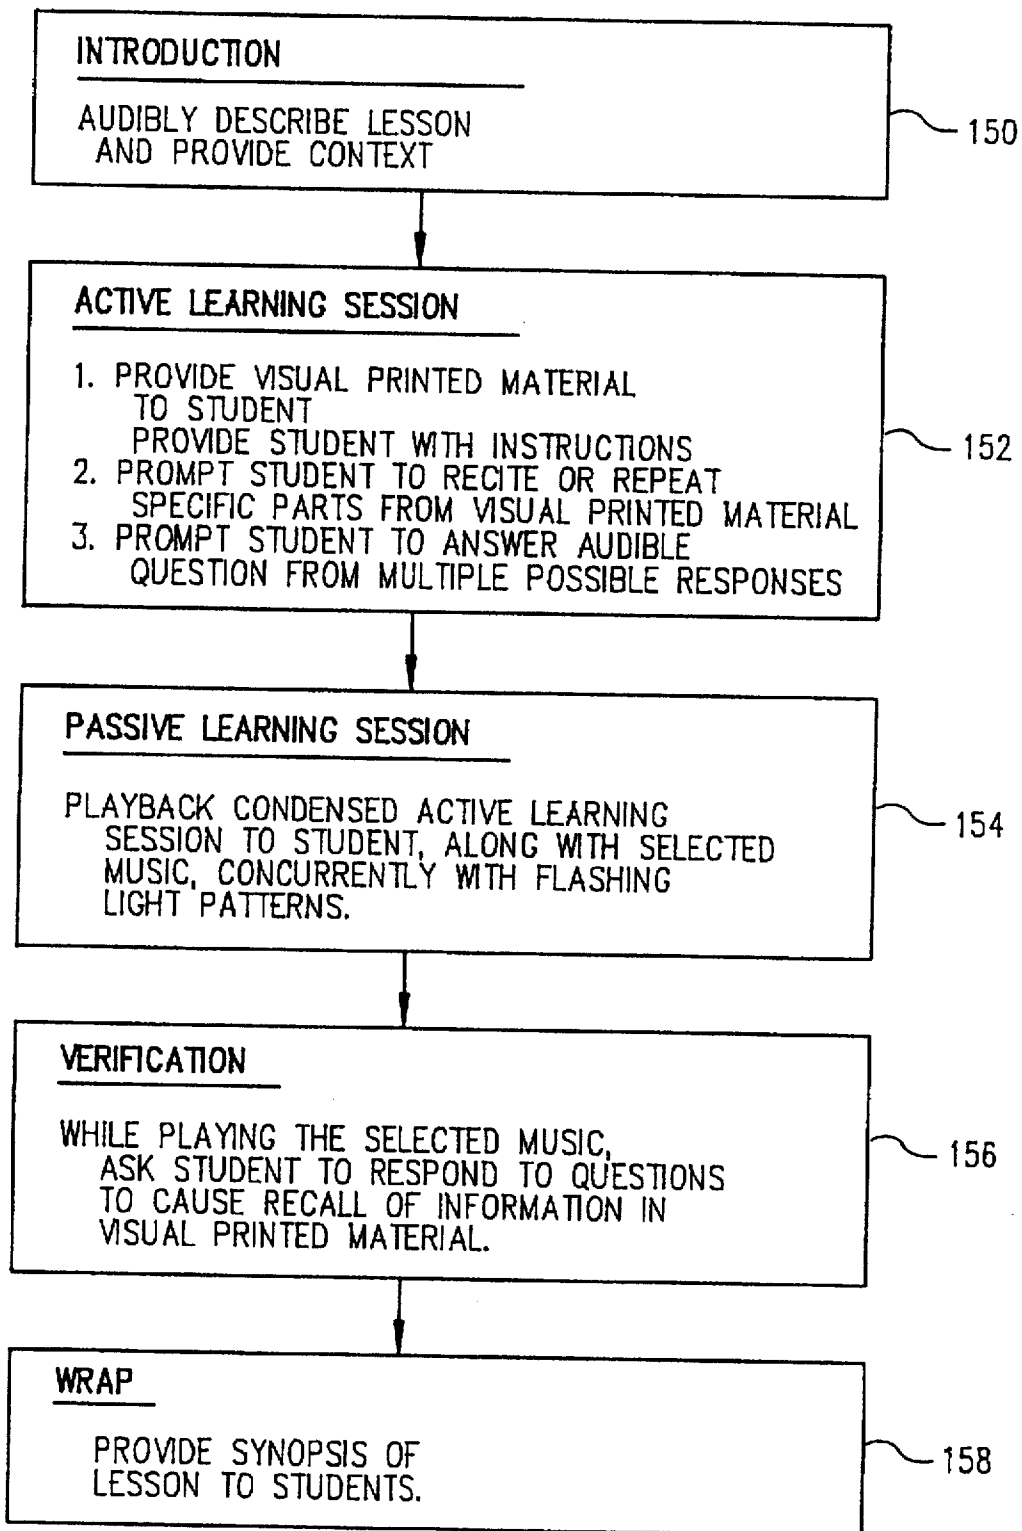 INTRODUCTION
AUDIBLY DESCRIBE LESSON
AND PROVIDE CONTEXT
150
ACTIVE LEARNING SESSION
1. PROVIDE VISUAL PRINTED MATERIAL
TO STUDENT
PROVIDE STUDENT WITH INSTRUCTIONS
2. PROMPT STUDENT TO RECITE OR REPEAT
SPECIFIC PARTS FROM VISUAL PRINTED MATERIAL
3. PROMPT STUDENT TO ANSWER AUDIBLE
QUESTION FROM MULTIPLE POSSIBLE RESPONSES
152
PASSIVE LEARNING SESSION
PLAYBACK CONDENSED ACTIVE LEARNING
SESSION TO STUDENT, ALONG WITH SELECTED
MUSIC, CONCURRENTLY WITH FLASHING
LIGHT PATTERNS.
154
VERIFICATION
WHILE PLAYING THE SELECTED MUSIC,
ASK STUDENT TO RESPOND TO QUESTIONS
TO CAUSE RECALL OF INFORMATION IN
VISUAL PRINTED MATERIAL.
156
WRAP
PROVIDE SYNOPSIS OF
LESSON TO STUDENTS.
158